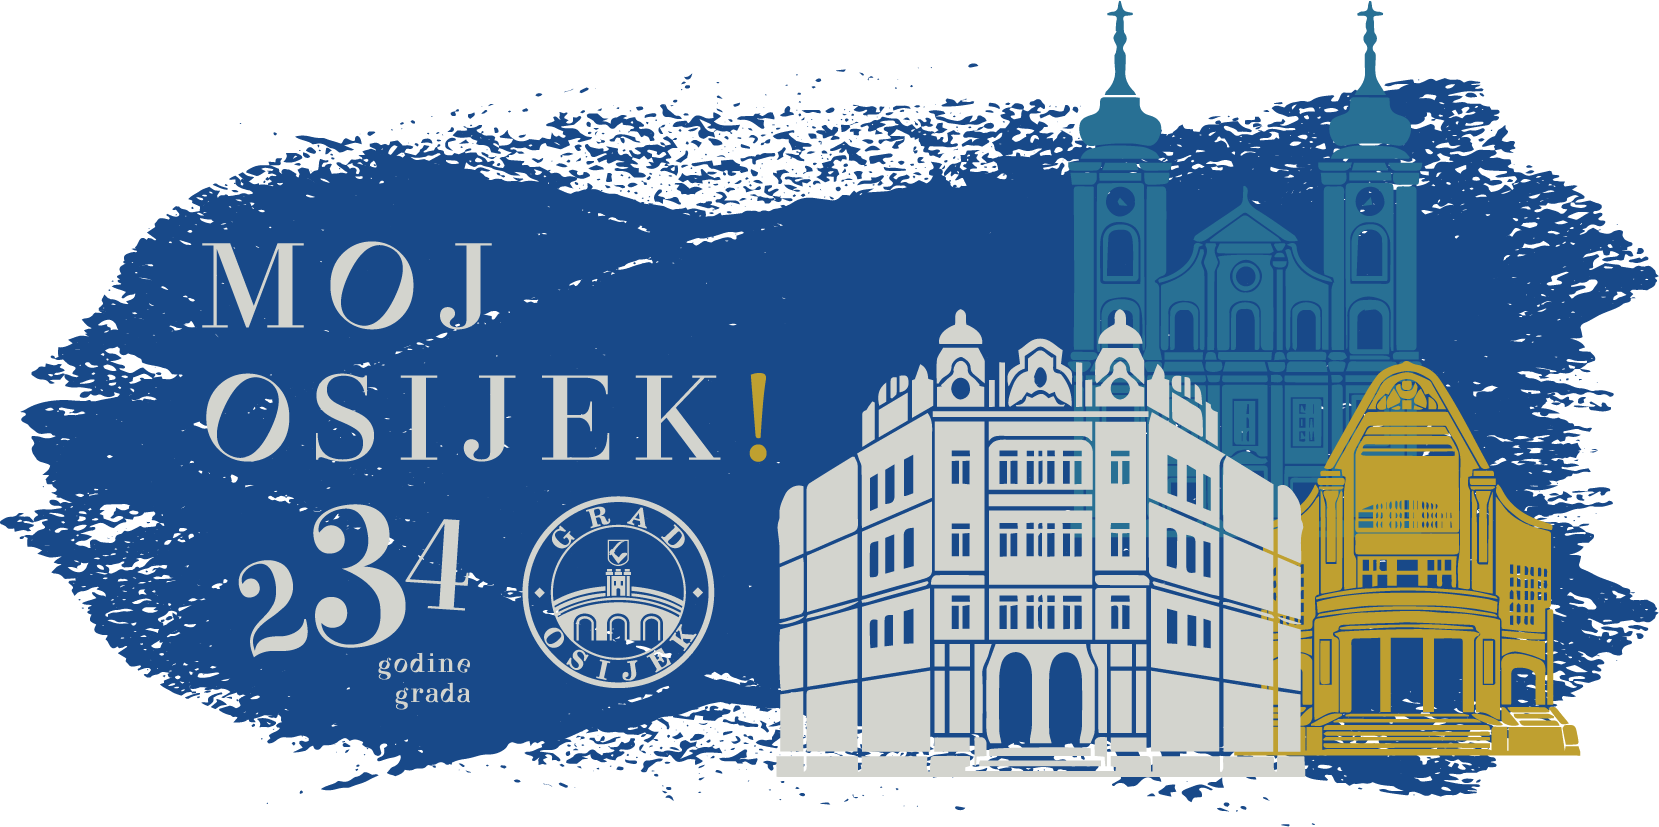 MOJ
OSIJEK!
234
godine
grada
GRAD
OSIJEK